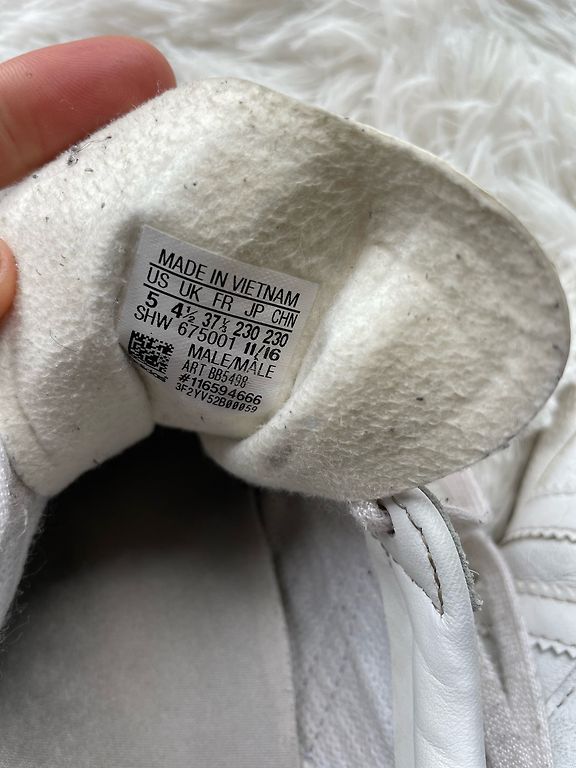 MADE IN VIETNAM
US UK FR JP CHN
5 4½ 37⅓ 230 230
SHW 675001 11/16
MALE/MALE
ART BB5498
#116594666
3F2YV52B00059